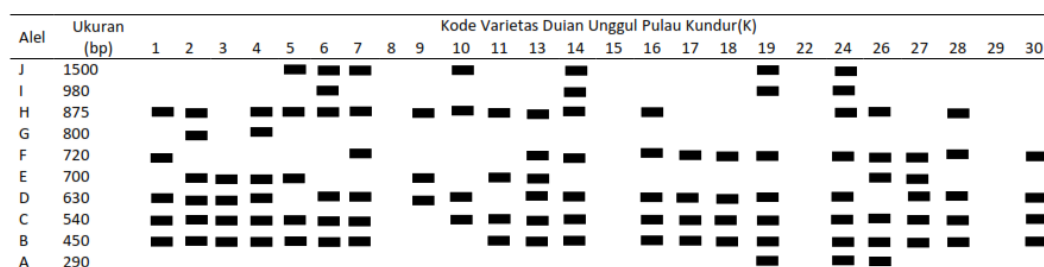 Alel Ukuran (bp) Kode Varietas Duian Unggul Pulau Kundur(K)
1 2 3 4 5 6 7 8 9 10 11 13 14 15 16 17 18 19 22 24 26 27 28 29 30
J 1500
I 980
H 875
G 800
F 720
E 700
D 630
C 540
B 450
A 290